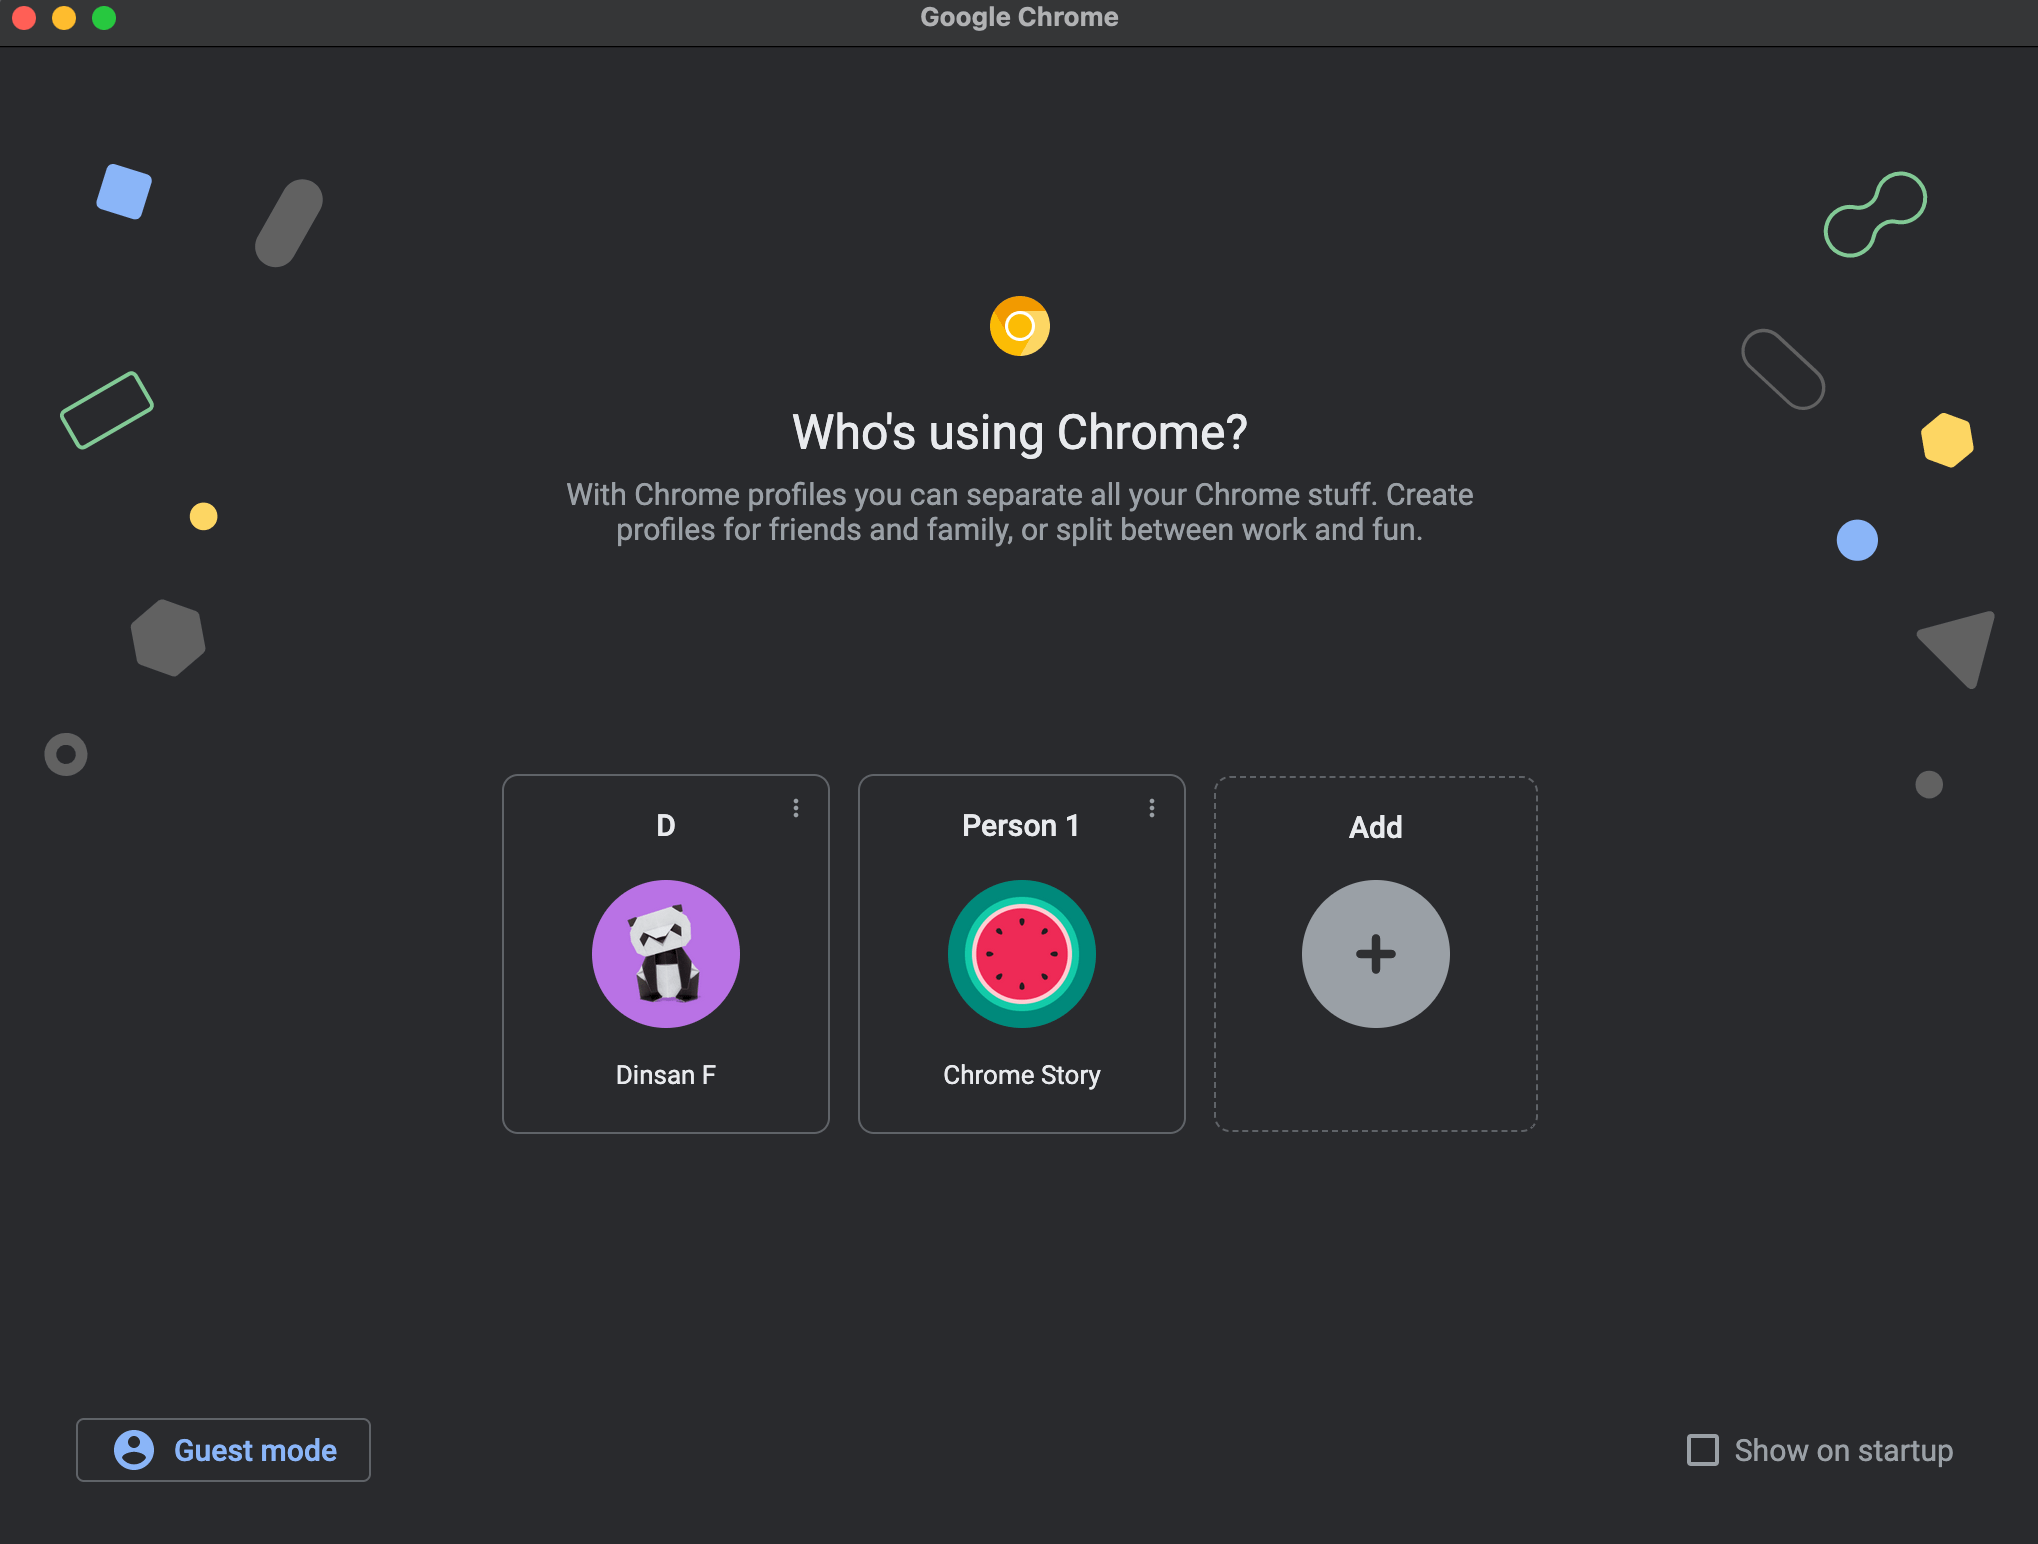 Google Chrome
Who's using Chrome?
With Chrome profiles you can separate all your Chrome stuff. Create
profiles for friends and family, or split between work and fun.
D
Dinsan F
Person 1
Chrome Story
Add
Guest mode
Show on startup